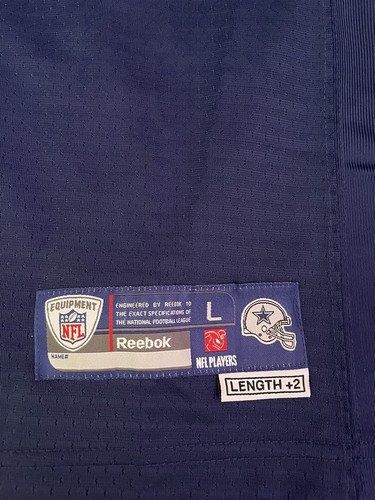 EQUIPMENT
NFL
NAME#
ENGINEERED BY REEBOK TO
THE EXACT SPECIFICATIONS OF
THE NATIONAL FOOTBALL LEAGUE
Reebok
L
NFL PLAYERS
LENGTH +2